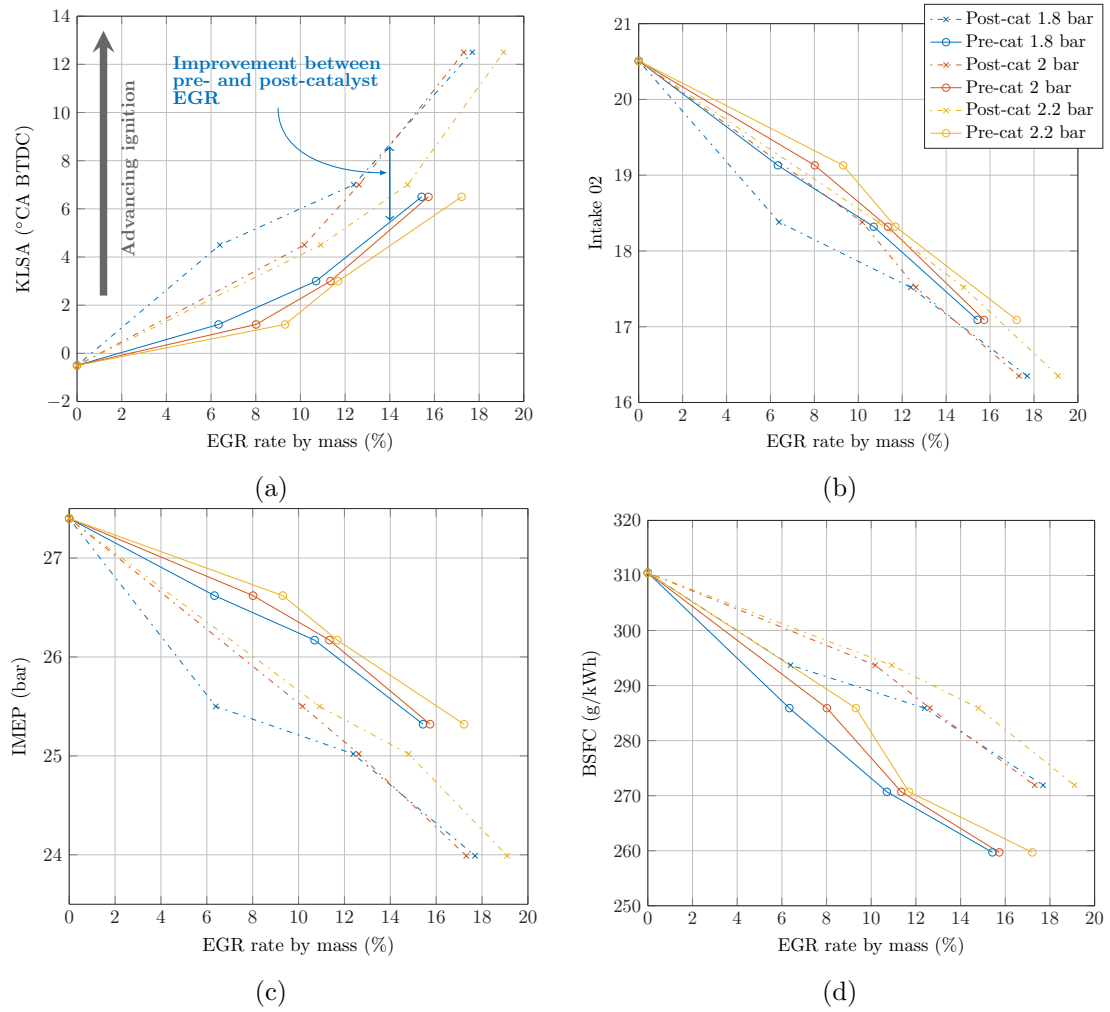 14
12
10
8
6
4
2
0
−2
KLSA (°CA BTDC)
Advancing ignition
Improvement between
pre- and post-catalyst
EGR
0 2 4 6 8 10 12 14 16 18 20
EGR rate by mass (%)
(a)
21
20
19
18
17
16
Intake 02
Post-cat 1.8 bar
Pre-cat 1.8 bar
Post-cat 2 bar
Pre-cat 2 bar
Post-cat 2.2 bar
Pre-cat 2.2 bar
0 2 4 6 8 10 12 14 16 18 20
EGR rate by mass (%)
(b)
27
26
25
24
IMEP (bar)
0 2 4 6 8 10 12 14 16 18 20
EGR rate by mass (%)
(c)
320
310
300
290
280
270
260
250
BSFC (g/kWh)
0 2 4 6 8 10 12 14 16 18 20
EGR rate by mass (%)
(d)